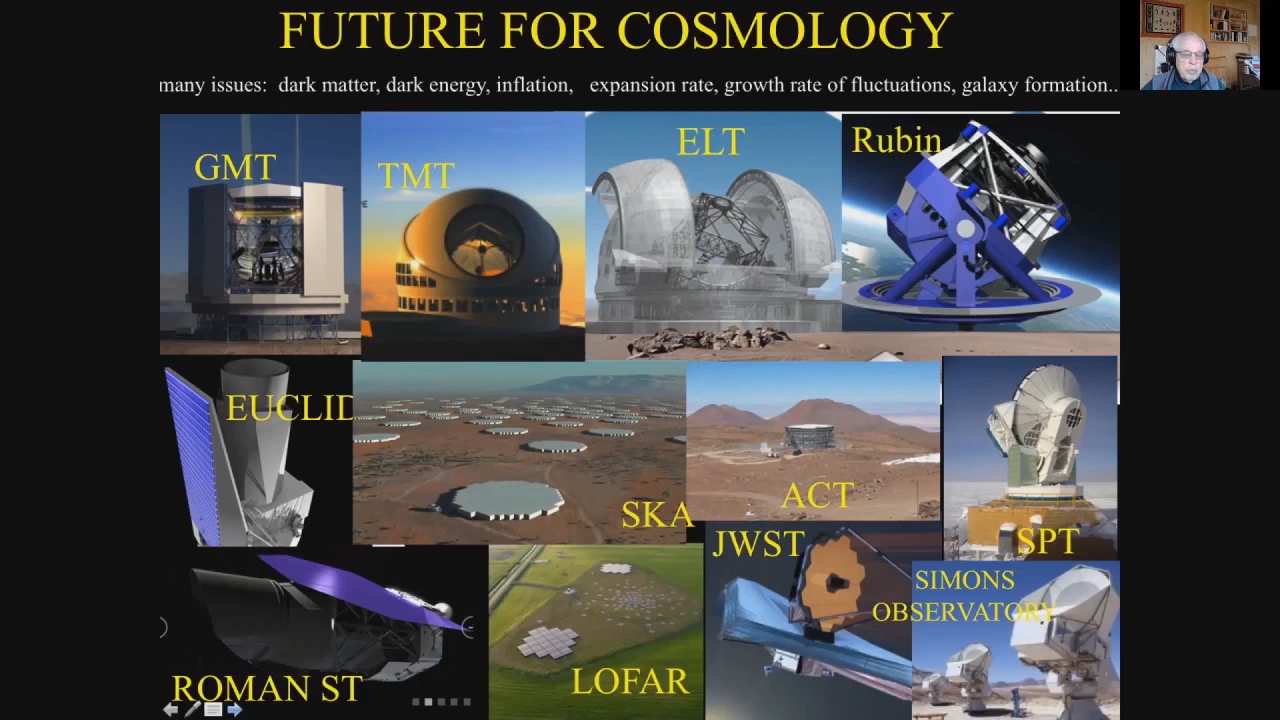 FUTURE FOR COSMOLOGY
many issues: dark matter, dark energy, inflation, expansion rate, growth rate of fluctuations, galaxy formation..
GMT
TMT
ELT
Rubin
EUCLID
SKA
ACT
SPT
ROMAN ST
LOFAR
JWST
SIMONS
OBSERVATORY